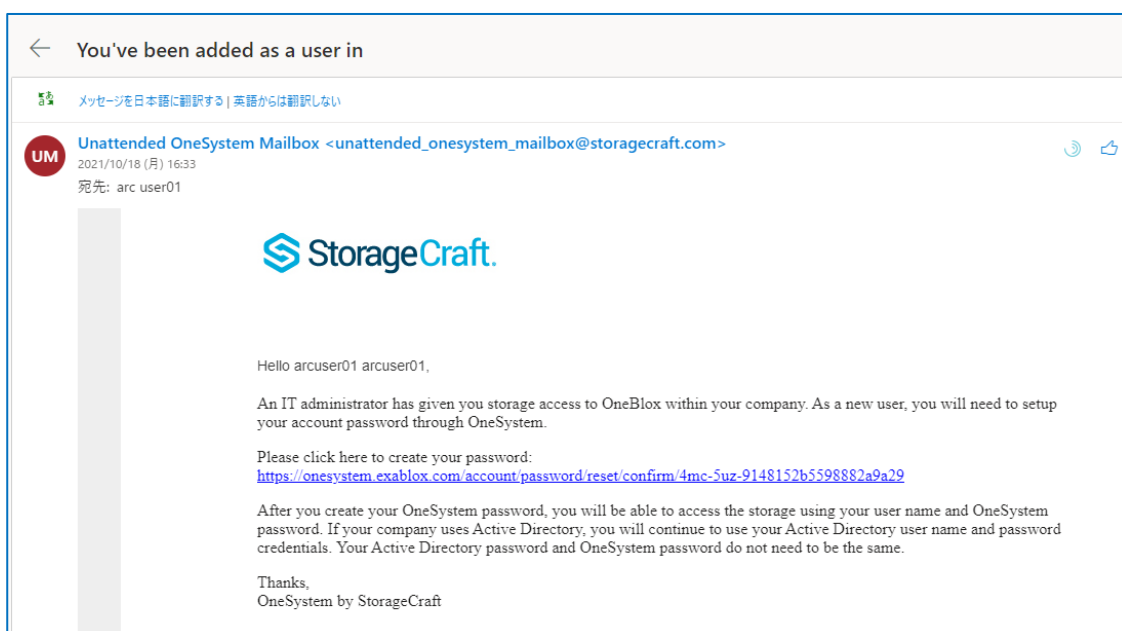 You've been added as a user in
メッセージを日本語に翻訳する | 英語からは翻訳しない
UM
Unattended OneSystem Mailbox <unattended_onesystem_mailbox@storagecraft.com>
2021/10/18 (月) 16:33
宛先: arc user01
StorageCraft.
Hello arcuser01 arcuser01,
An IT administrator has given you storage access to OneBlox within your company. As a new user, you will need to setup
your account password through OneSystem.
Please click here to create your password:
https://onesystem.exablox.com/account/password/reset/confirm/4mc-5uz-9148152b5598882a9a29
After you create your OneSystem password, you will be able to access the storage using your user name and OneSystem
password. If your company uses Active Directory, you will continue to use your Active Directory user name and password
credentials. Your Active Directory password and OneSystem password do not need to be the same.
Thanks,
OneSystem by StorageCraft